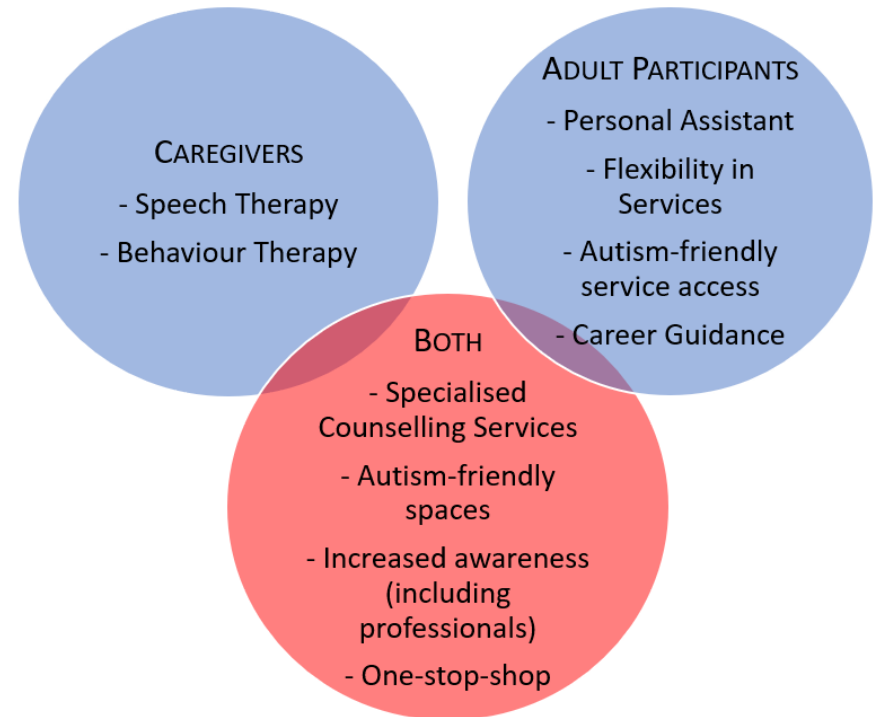 CAREGIVERS
- Speech Therapy
- Behaviour Therapy
ADULT PARTICIPANTS
- Personal Assistant
- Flexibility in
Services
- Autism-friendly
service access
- Career Guidance
BOTH
- Specialised
Counselling Services
- Autism-friendly
spaces
- Increased awareness
(including
professionals)
- One-stop-shop